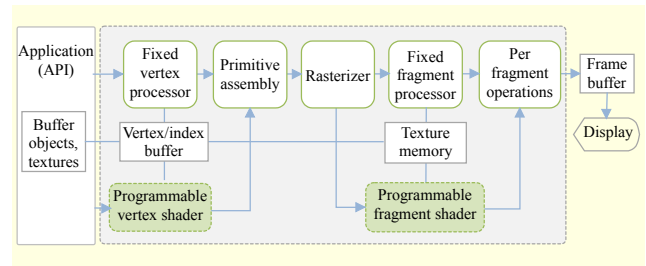 Application
(API)
Fixed
vertex
processor
Primitive
assembly
Rasterizer
Fixed
fragment
processor
Per
fragment
operations
Frame
buffer
Display
Buffer
objects,
textures
Vertex/index
buffer
Texture
memory
Programmable
vertex shader
Programmable
fragment shader